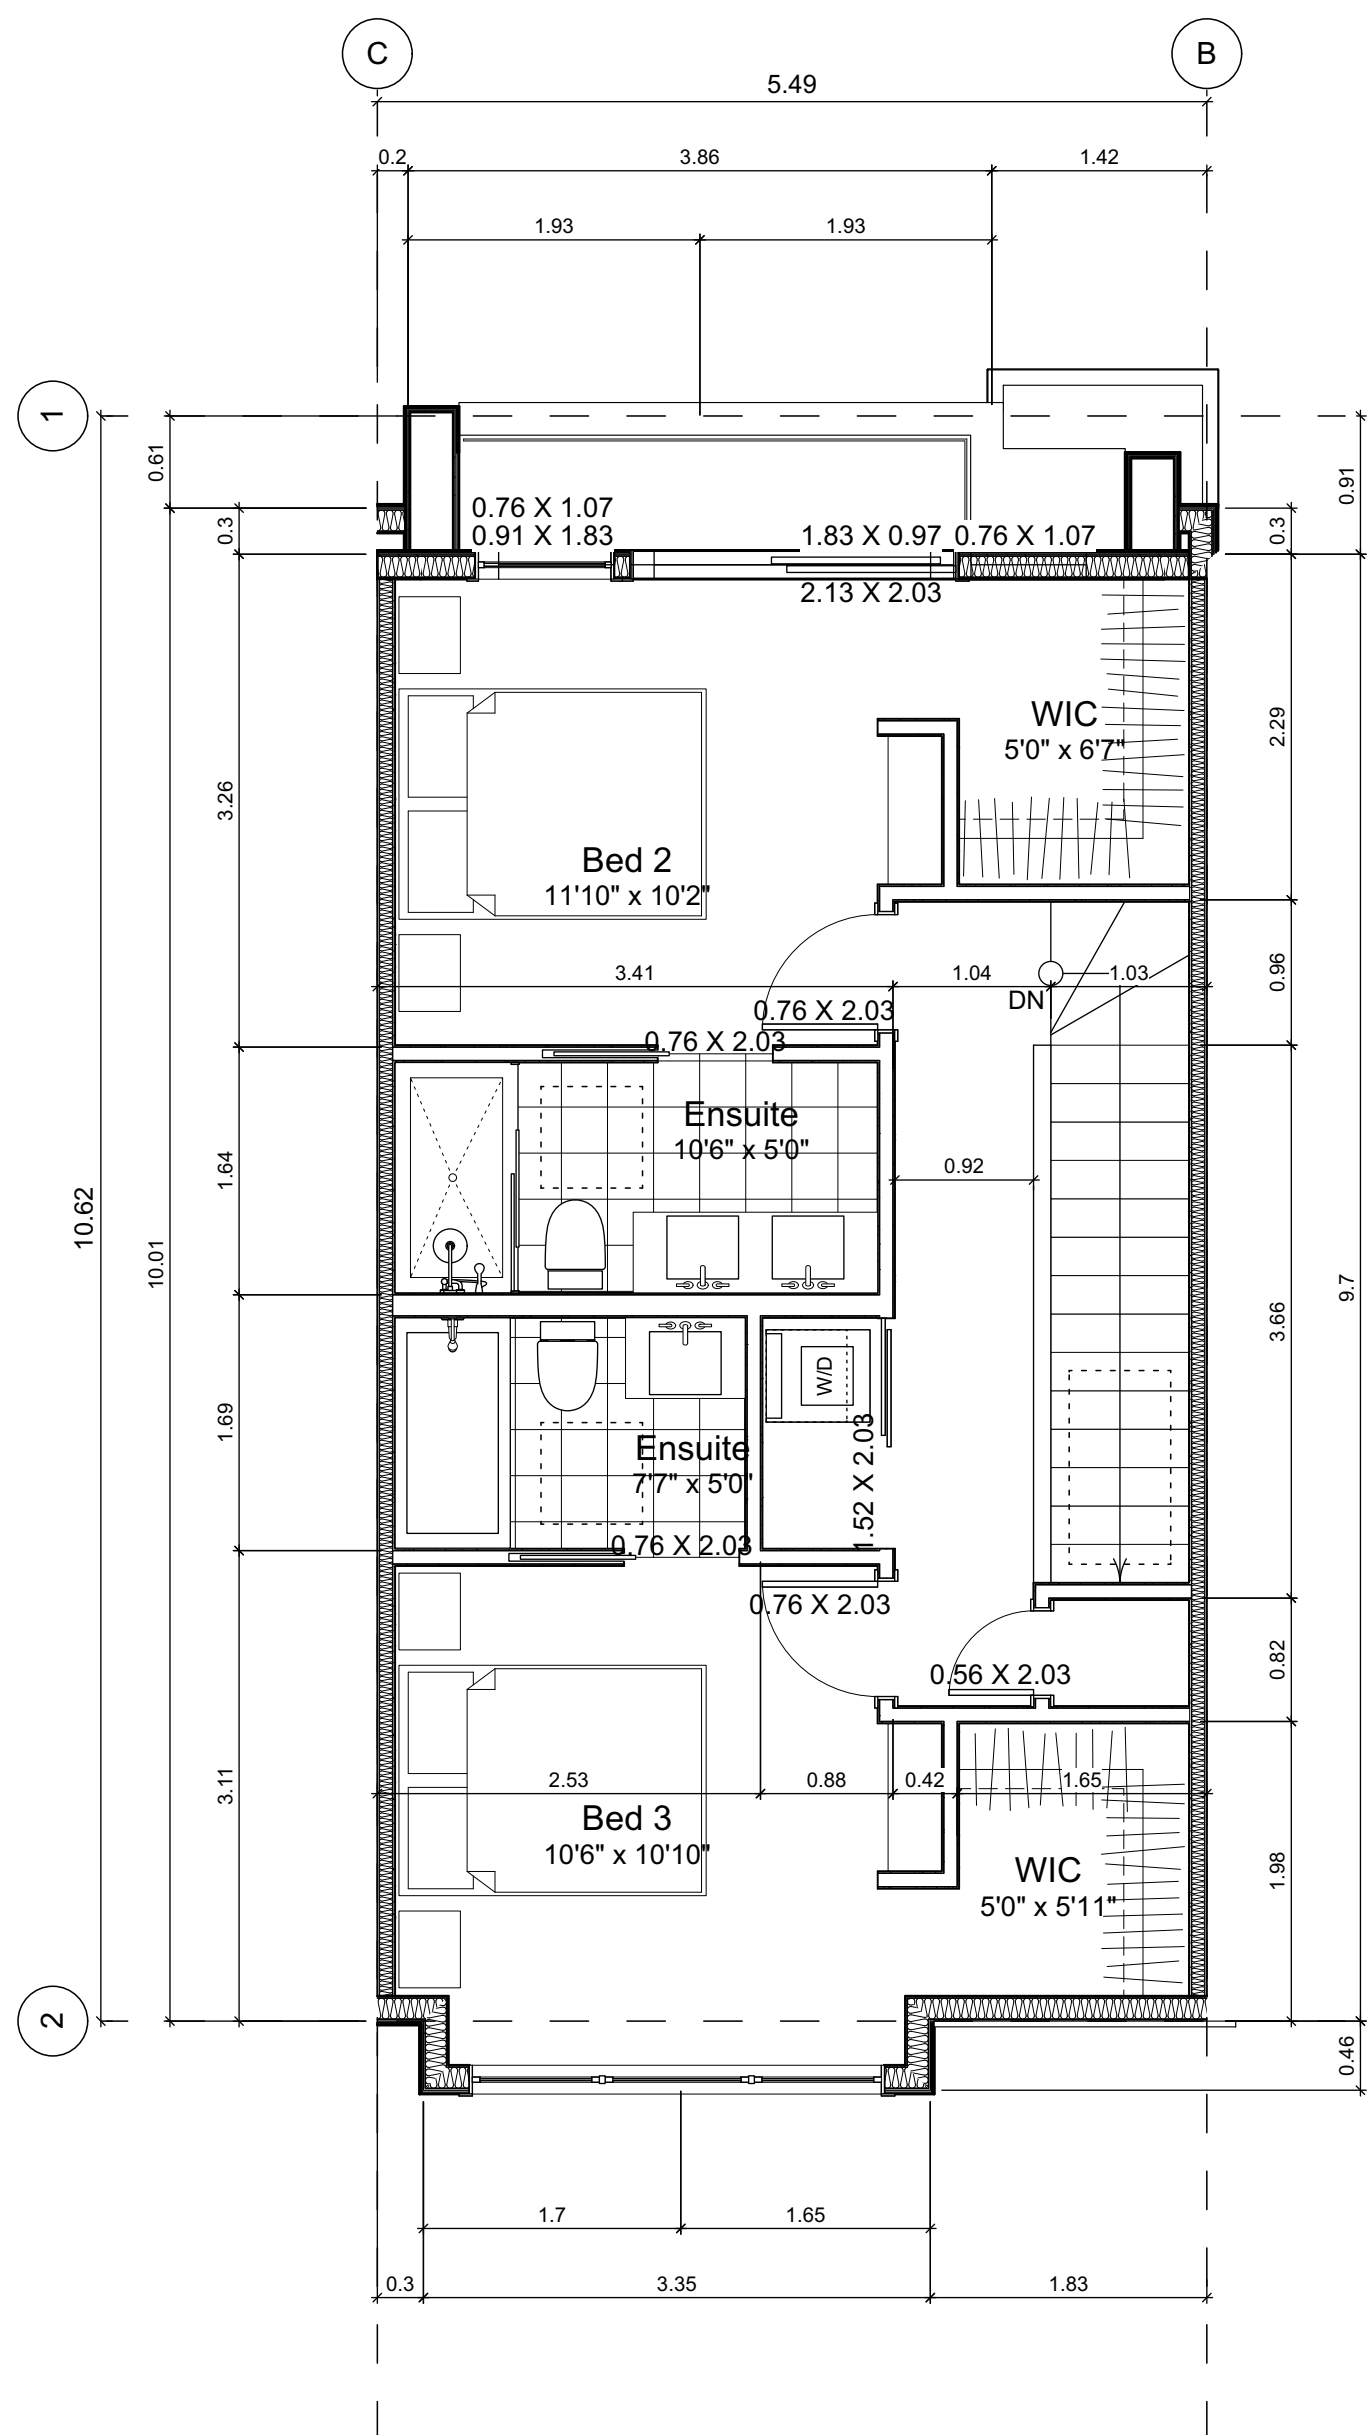 C
B
5.49
0.2
3.86
1.42
1.93
1.93
1
0.61
0.91
0.3
0.3
0.76 X 1.07
0.91 X 1.83
1.83 X 0.97
0.76 X 1.07
2.13 X 2.03
WIC
5'0" x 6'7"
2.29
3.26
Bed 2
11'10" x 10'2"
3.41
1.04
1.03
0.96
DN
0.76 X 2.03
0.76 X 2.03
Ensuite
10'6" x 5'0"
1.64
0.92
10.62
10.01
9.7
3.66
W/D
1.69
Ensuite
7'7" x 5'0"
1.52 X 2.03
0.76 X 2.03
0.76 X 2.03
0.56 X 2.03
0.82
3.11
2.53
0.88
0.42
1.65
Bed 3
10'6" x 10'10"
WIC
5'0" x 5'11"
1.98
2
0.46
1.7
1.65
0.3
3.35
1.83